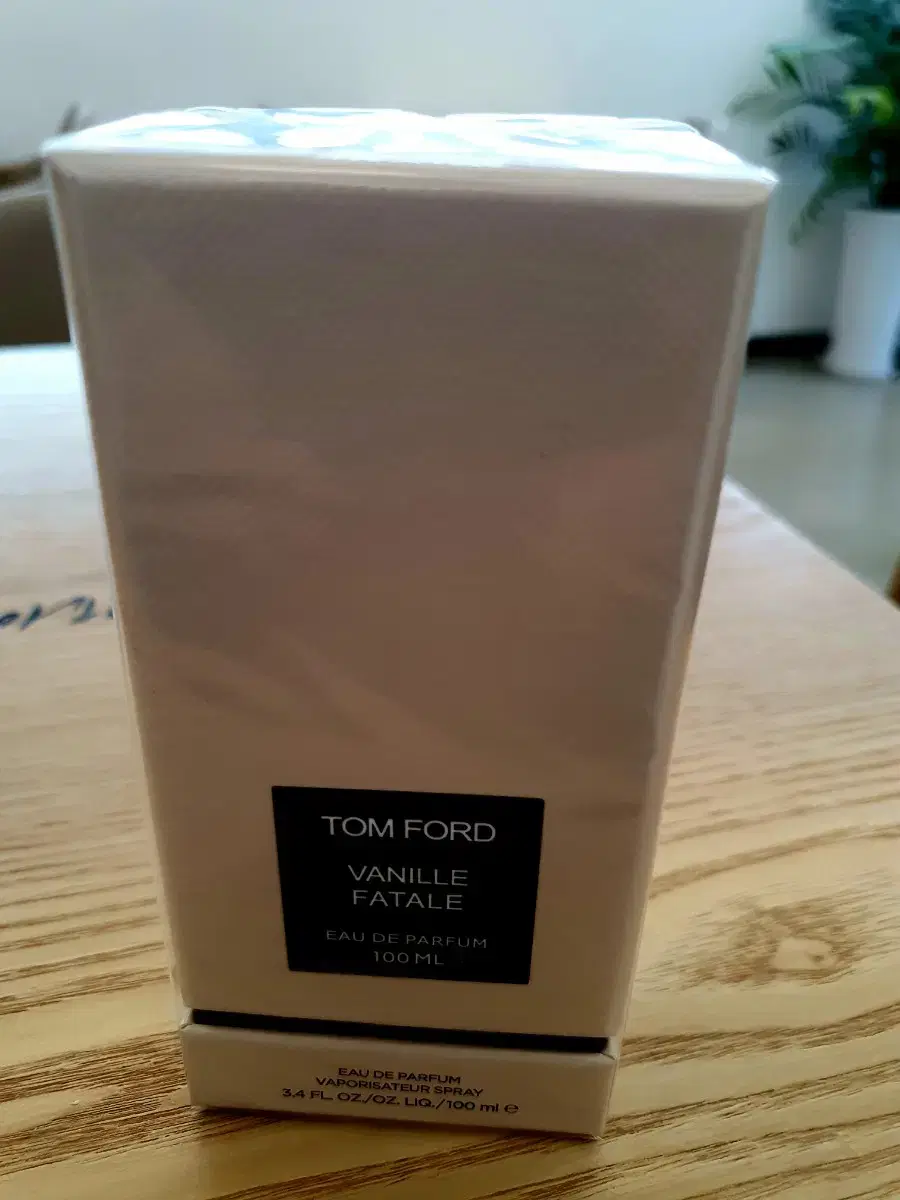 TOM FORD
VANILLE
FATALE
EAU DE PARFUM
100 ML
EAU DE PARFUM
VAPORISATEUR SPRAY
3.4 FL. OZ./OZ. LIQ./100 ml ℮